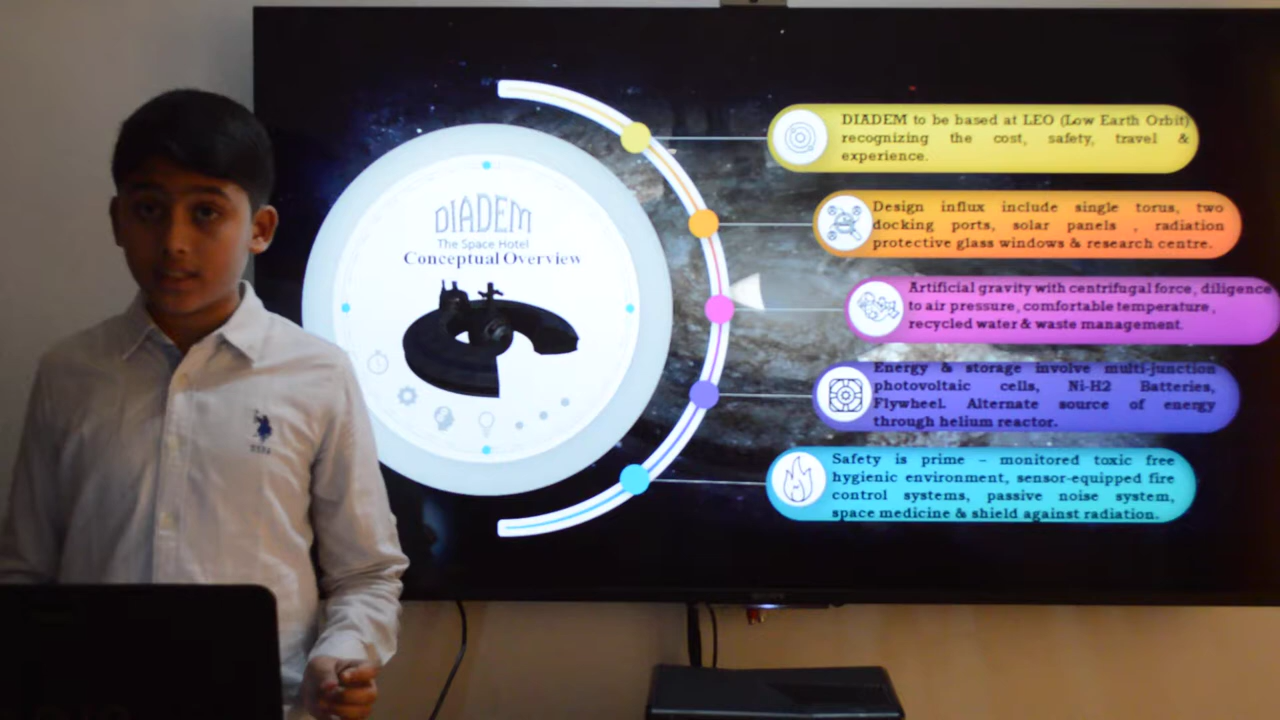 DIADEM
The Space Hotel
Conceptual Overview
DIADEM to be based at LEO (Low Earth Orbit)
recognizing the cost, safety, travel &
experience.
Design influx include single torus, two
docking ports, solar panels , radiation
protective glass windows & research centre.
Artificial gravity with centrifugal force, diligence
to air pressure, comfortable temperature,
recycled water & waste management.
Energy & storage involve multi-junction
photovoltaic cells, Ni-H2 Batteries,
Flywheel. Alternate source of energy
through helium reactor.
Safety is prime – monitored toxic free
hygienic environment, sensor-equipped fire
control systems, passive noise system,
space medicine & shield against radiation.